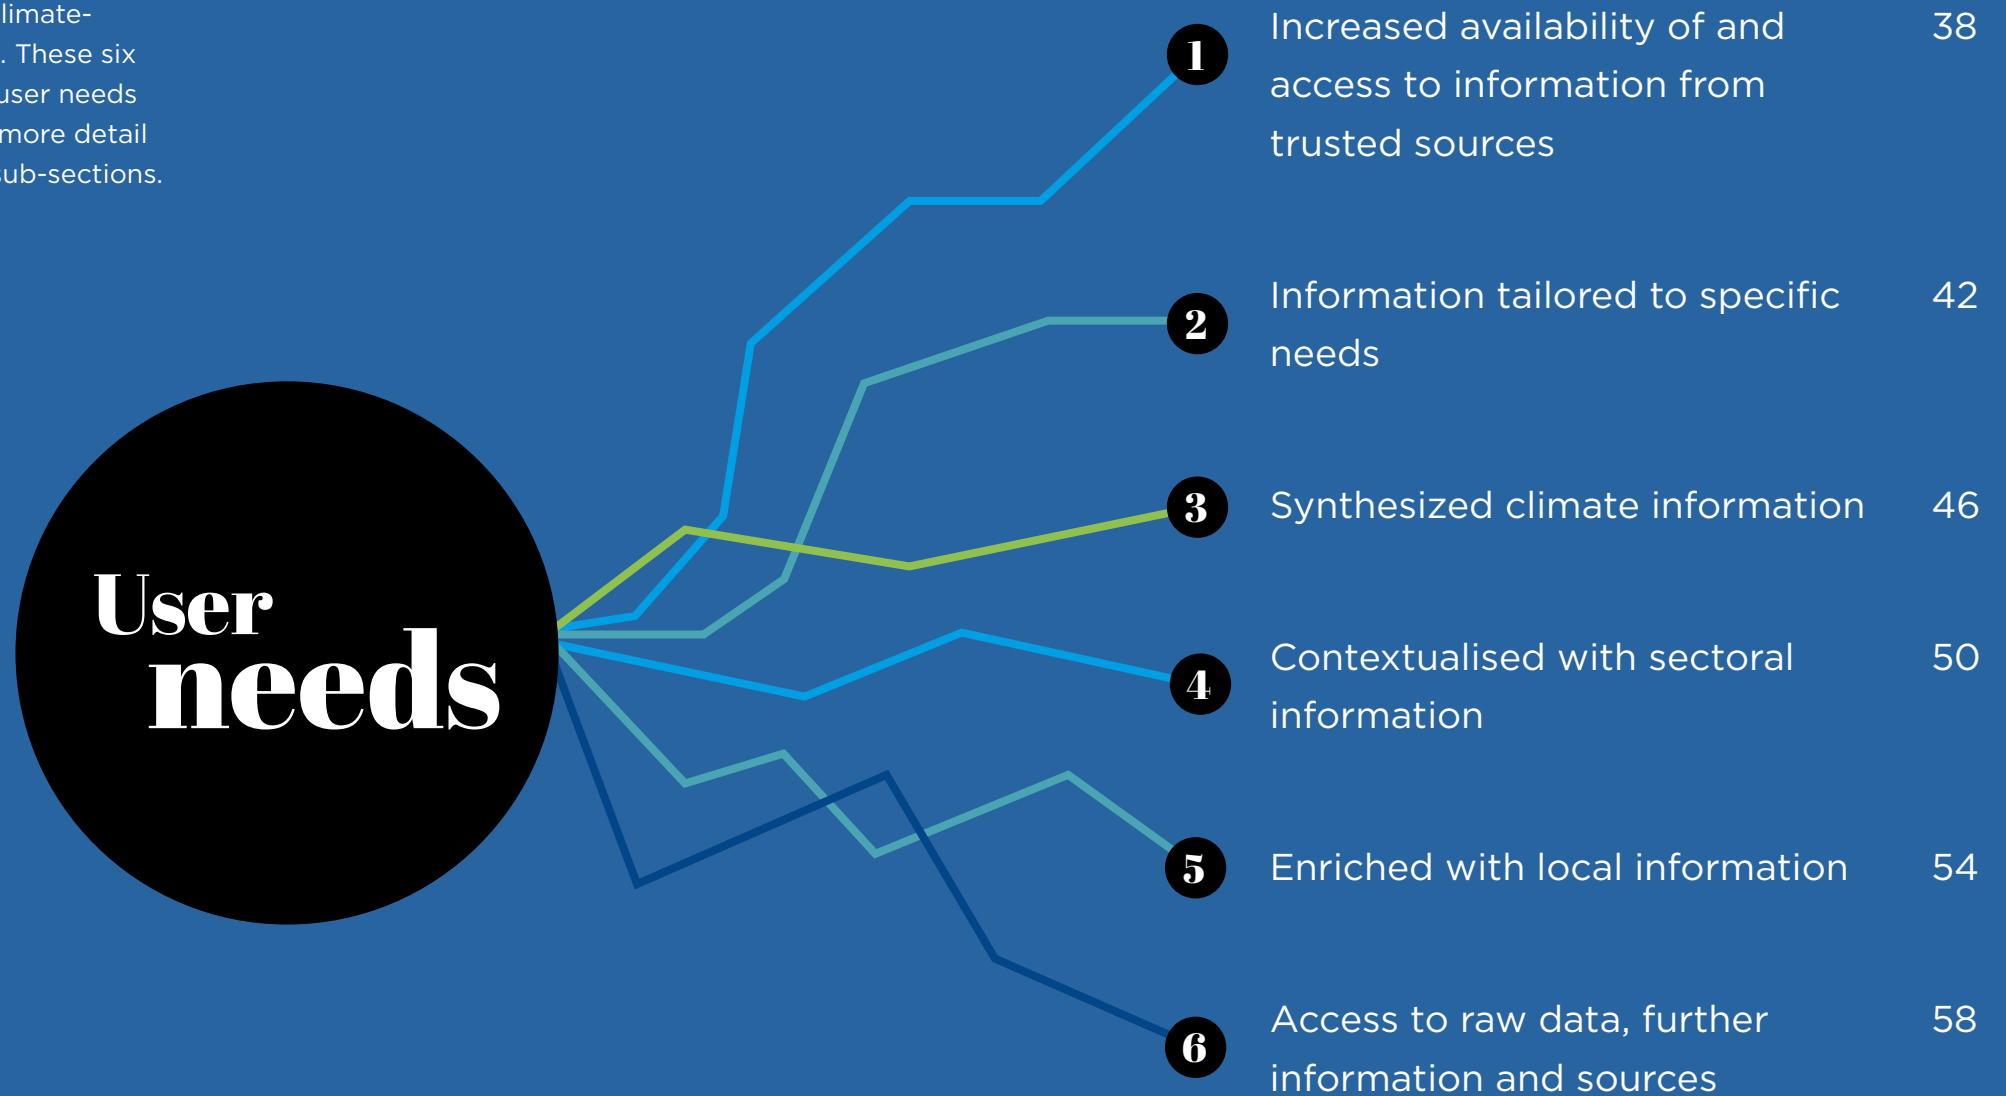 limate-
. These six
user needs
more detail
sub-sections.
User
needs
1
Increased availability of and
access to information from
trusted sources
38
2
Information tailored to specific
needs
42
3
Synthesized climate information
46
4
Contextualised with sectoral
information
50
5
Enriched with local information
54
6
Access to raw data, further
information and sources
58